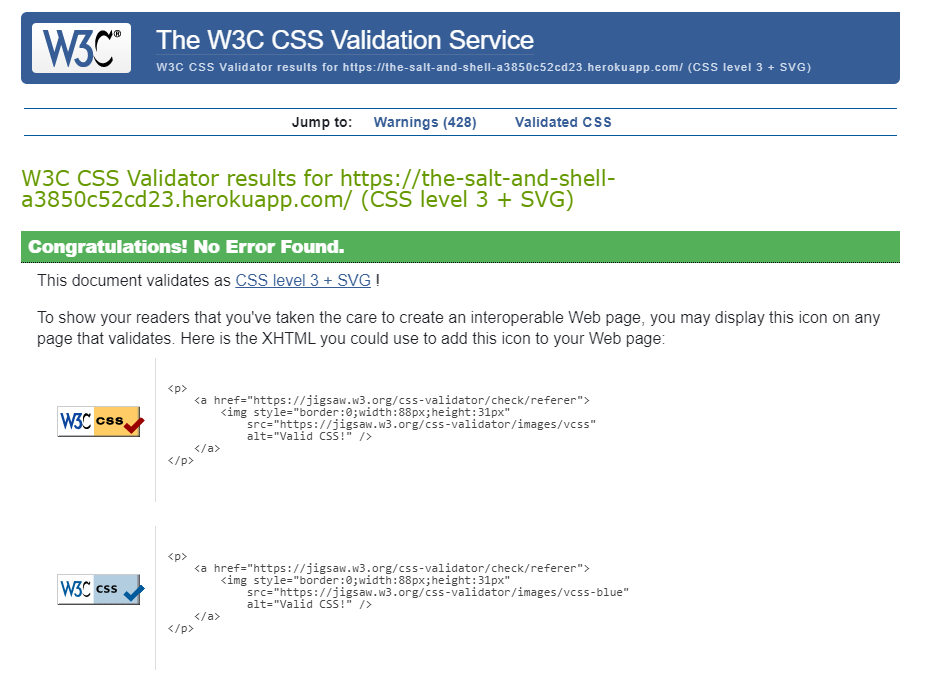 W3C®
The W3C CSS Validation Service
W3C CSS Validator results for https://the-salt-and-shell-a3850c52cd23.herokuapp.com/ (CSS level 3 + SVG)
Jump to: Warnings (428) Validated CSS
W3C CSS Validator results for https://the-salt-and-shell-
a3850c52cd23.herokuapp.com/ (CSS level 3 + SVG)
Congratulations! No Error Found.
This document validates as CSS level 3 + SVG !
To show your readers that you've taken the care to create an interoperable Web page, you may display this icon on any
page that validates. Here is the XHTML you could use to add this icon to your Web page:
W3C css
<p>
    <a href="https://jigsaw.w3.org/css-validator/check/referer">
        <img style="border:0;width:88px;height:31px"
            src="https://jigsaw.w3.org/css-validator/images/vcss"
            alt="Valid CSS!" />
    </a>
</p>
W3C css
<p>
    <a href="https://jigsaw.w3.org/css-validator/check/referer">
        <img style="border:0;width:88px;height:31px"
            src="https://jigsaw.w3.org/css-validator/images/vcss-blue"
            alt="Valid CSS!" />
    </a>
</p>